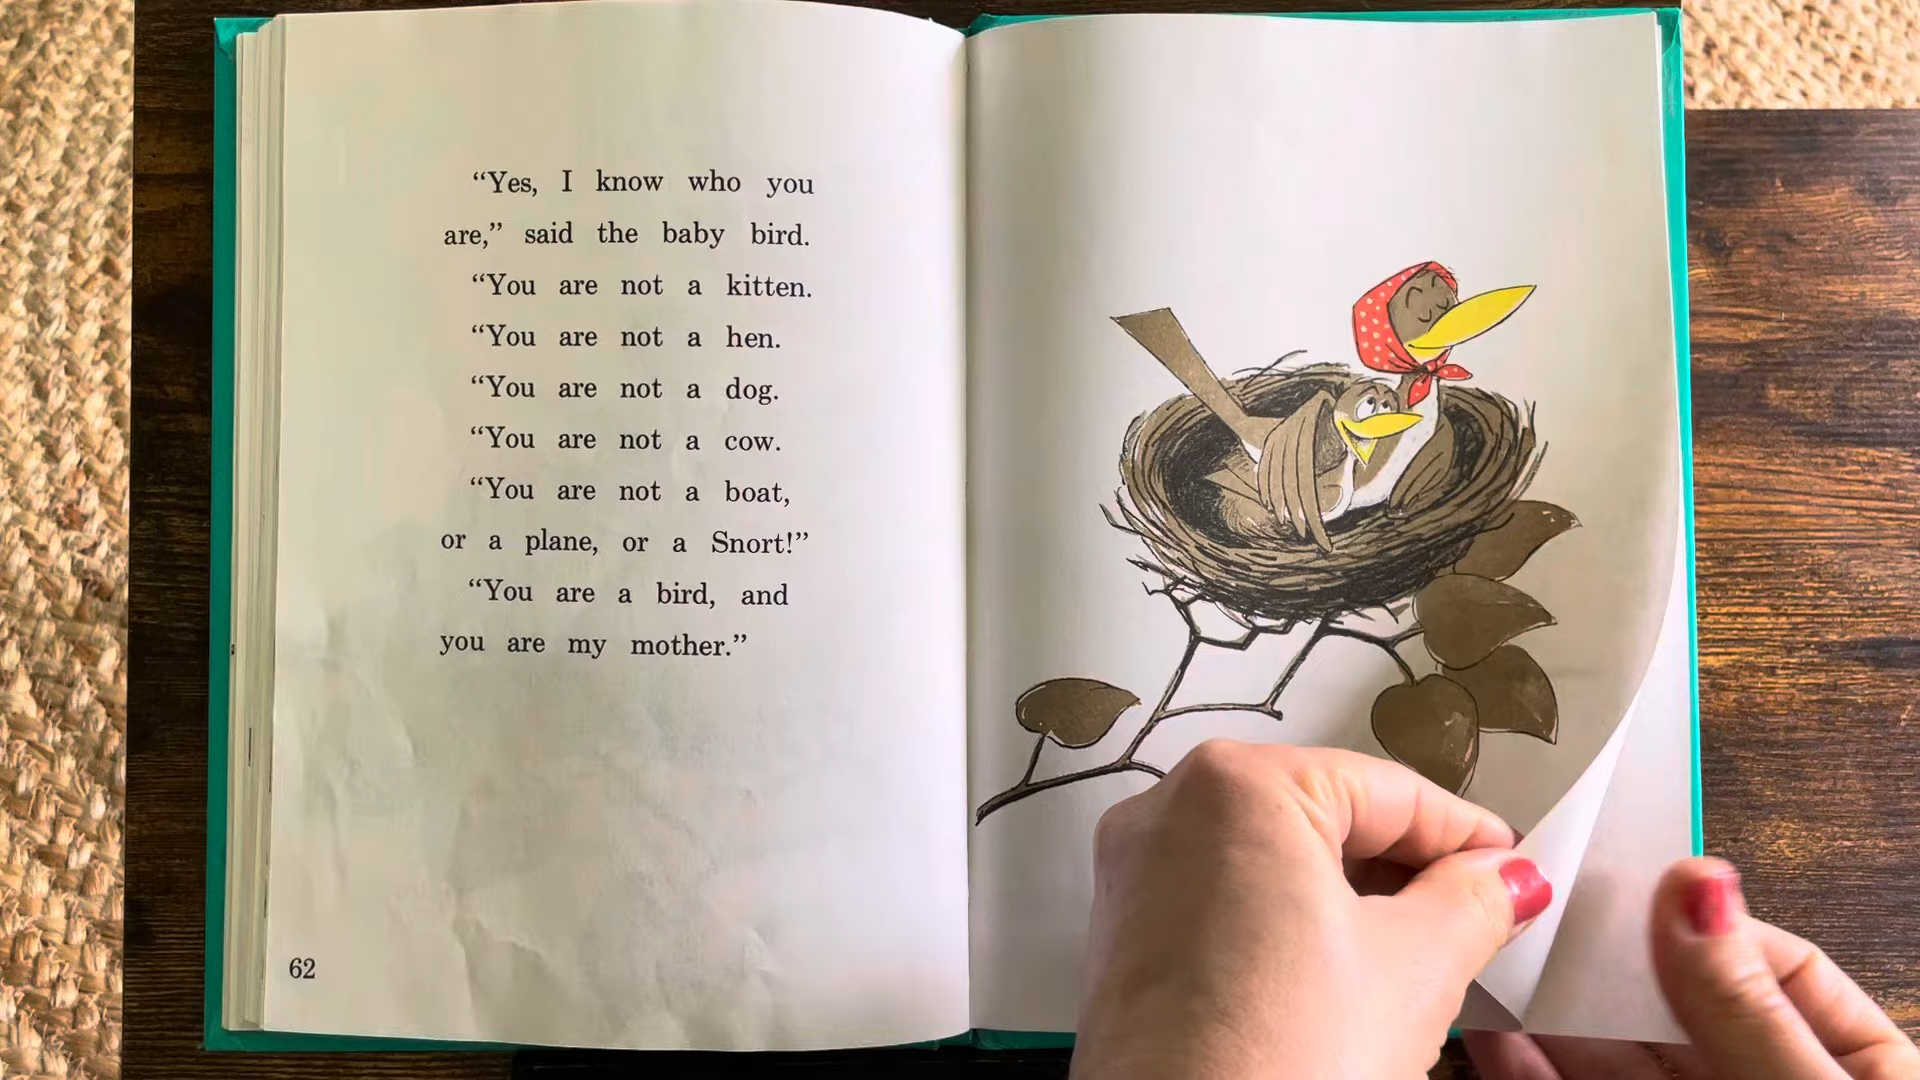 “Yes, I know who you
are,” said the baby bird.
“You are not a kitten.
“You are not a hen.
“You are not a dog.
“You are not a cow.
“You are not a boat,
or a plane, or a Snort!”
“You are a bird, and
you are my mother.”
62